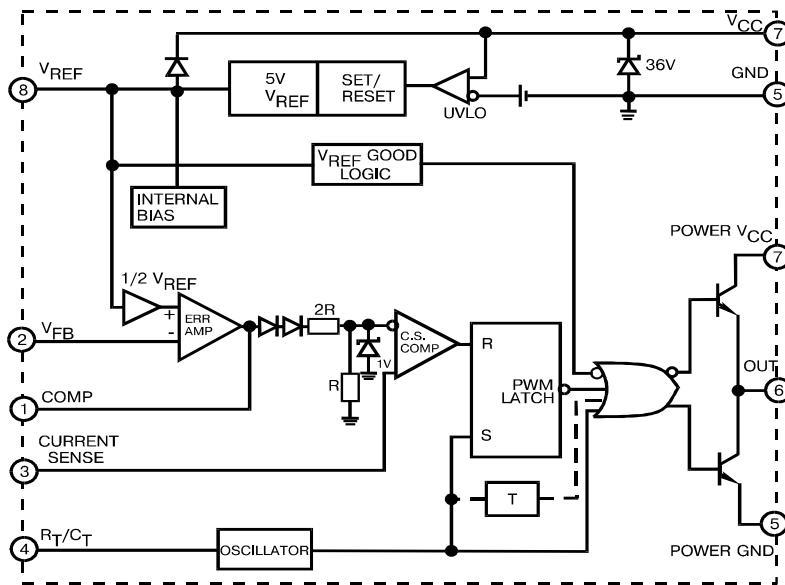 VCC
7
VREF
8
5V
VREF
SET/
RESET
36V
GND
5
UVLO
VREF GOOD
LOGIC
INTERNAL
BIAS
POWER VCC
7
1/2 VREF
+
-
ERR
AMP
2R
C.S.
COMP
1V
R
VFB
2
R
PWM
LATCH
S
OUT
6
COMP
1
CURRENT
SENSE
3
T
RT/CT
4
OSCILLATOR
5
POWER GND